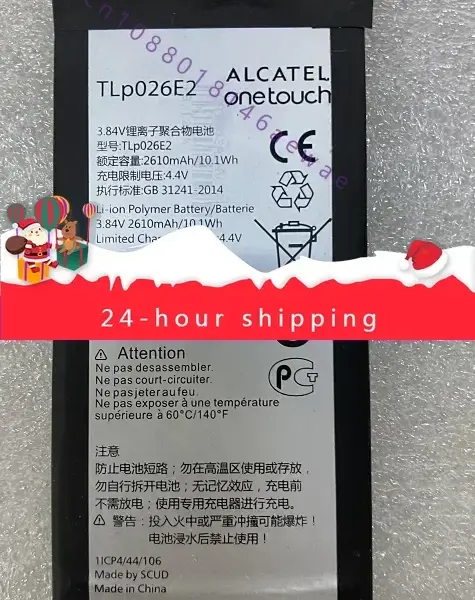 cn1088018746aewae
TLp026E2
ALCATEL
onetouch
3.84V锂离子聚合物电池
型号:TLp026E2
额定容量:2610mAh/10.1Wh
充电限制电压:4.4V
执行标准:GB 31241-2014
Li-ion Polymer Battery/Batterie
3.84V 2610mAh/10.1Wh
Limited Char 4.4V
CE
24-hour shipping
Attention
Ne pas desassembler.
Ne pas court-circuiter.
Ne pas jeter au feu.
Ne pas exposer à une température
supérieure à 60°C/140°F
注意
防止电池短路;勿在高温区使用或存放,
勿自行拆开电池;无记忆效应,充电前
不需放电;使用专用充电器进行充电。
警告:投入火中或严重冲撞可能爆炸!
电池浸水后禁止使用!
1ICP4/44/106
Made by SCUD
Made in China